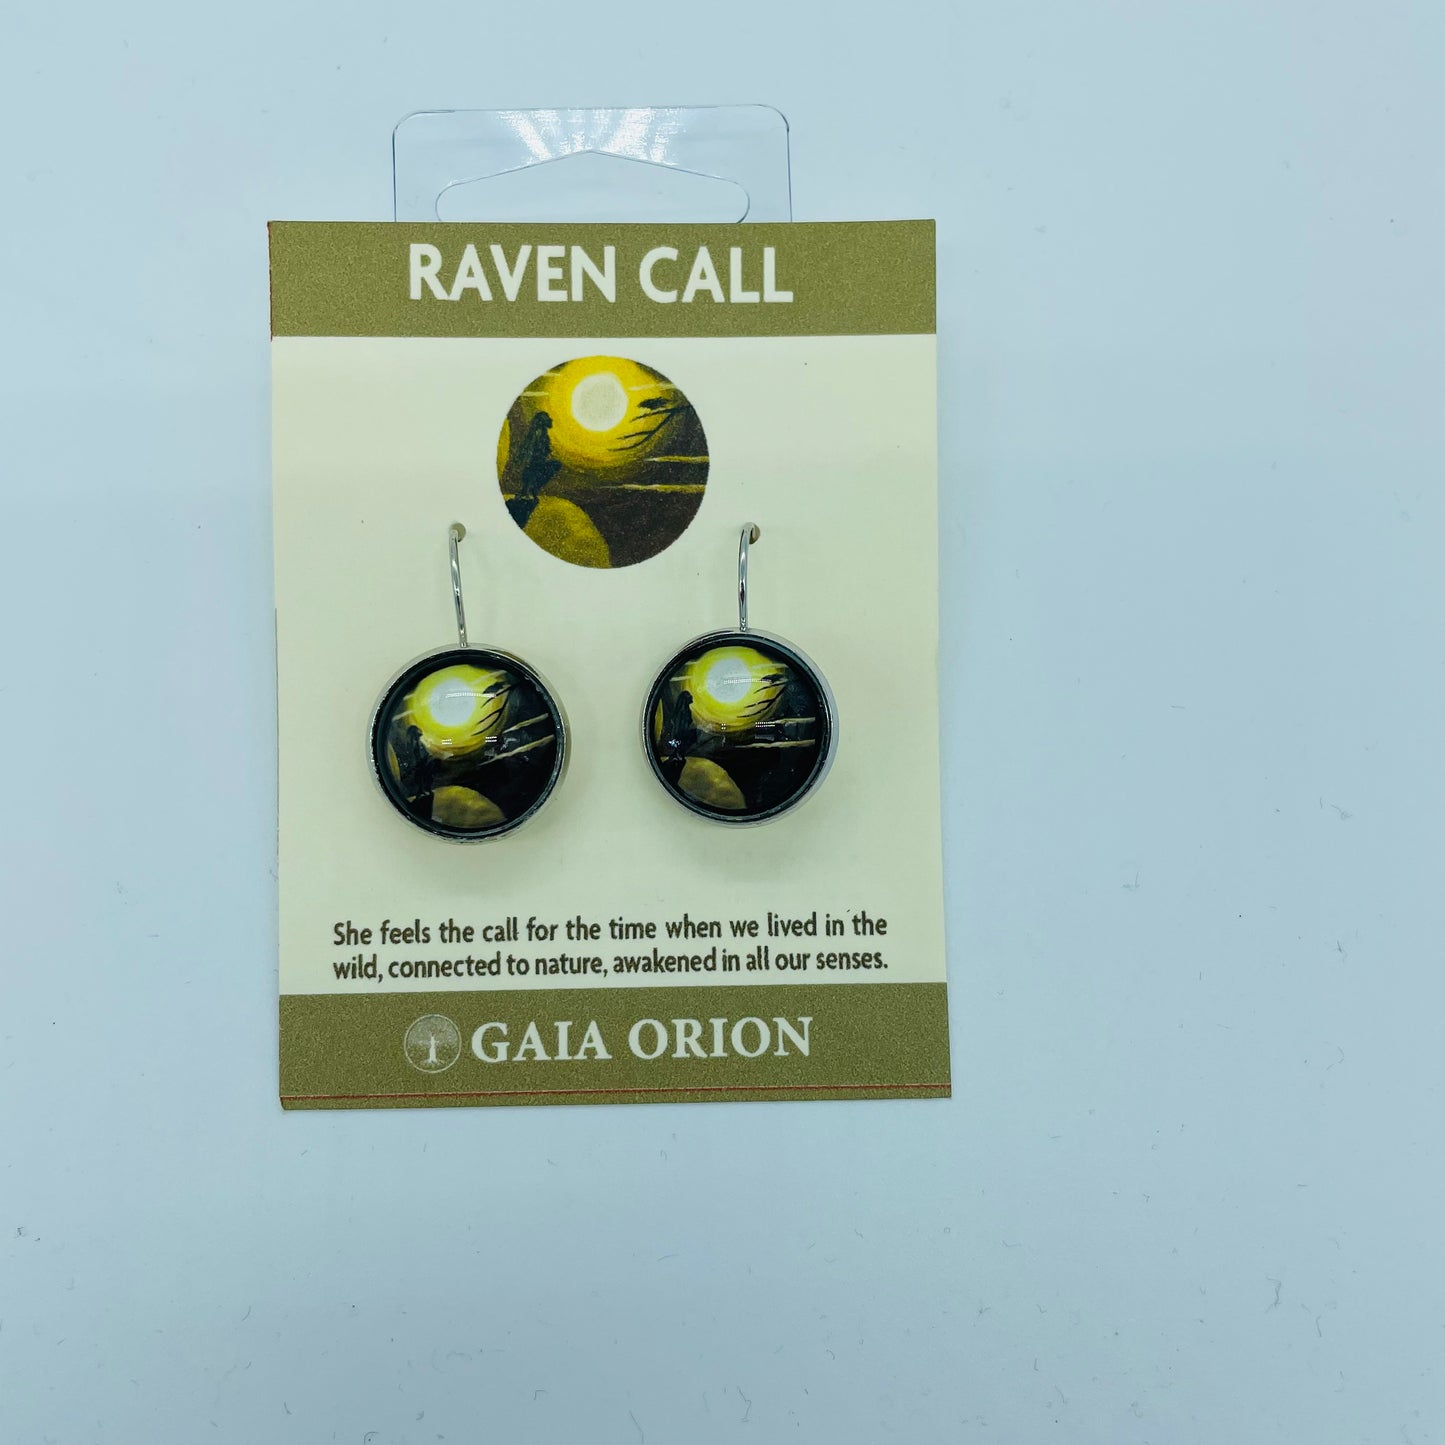 RAVEN CALL
She feels the call for the time when we lived in the
wild, connected to nature, awakened in all our senses.
GAIA ORION